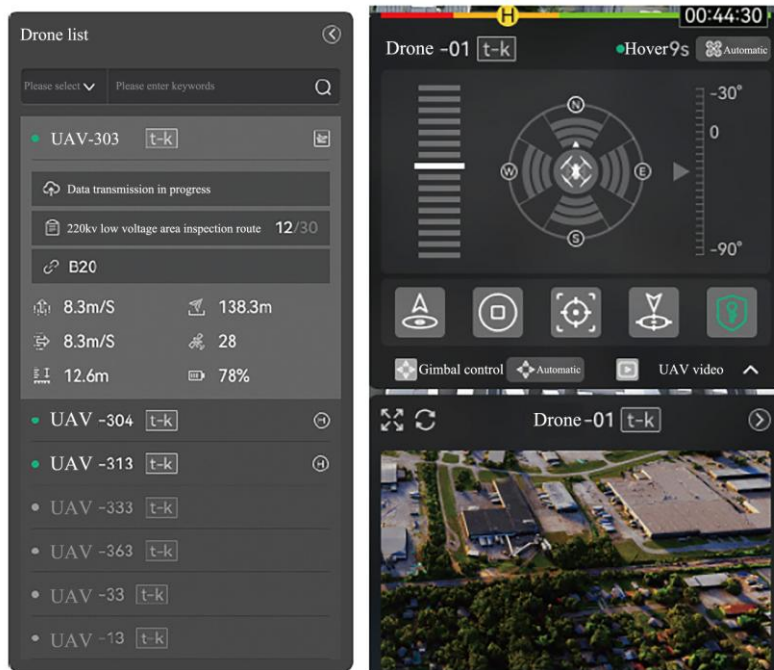 Drone list
Please select
Please enter keywords
UAV-303 t-k
Data transmission in progress
220kv low voltage area inspection route 12/30
B20
8.3m/S 138.3m
8.3m/S 28
12.6m 78%
UAV -304 t-k H
UAV -313 t-k H
UAV -333 t-k
UAV -363 t-k
UAV -33 t-k
UAV -13 t-k
H 00:44:30
Drone -01 t-k Hover9s Automatic
N
W E
S
-30°
0
-90°
Gimbal control Automatic UAV video
Drone-01 t-k